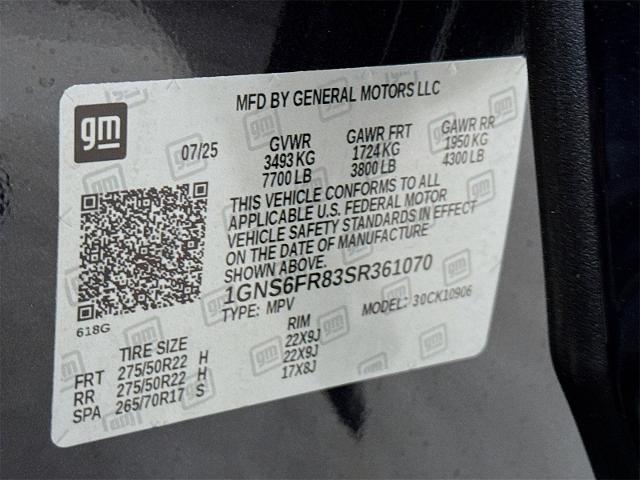 MFD BY GENERAL MOTORS LLC
gm
07/25 GVWR GAWR FRT GAWR RR
3493 KG 1724 KG 1950 KG
7700 LB 3800 LB 4300 LB
THIS VEHICLE CONFORMS TO ALL
APPLICABLE U.S. FEDERAL MOTOR
VEHICLE SAFETY STANDARDS IN EFFECT
ON THE DATE OF MANUFACTURE
SHOWN ABOVE.
1GNS6FR83SR361070
TYPE: MPV MODEL: 30CK10906
618G
TIRE SIZE RIM
FRT 275/50R22 H 22X9J
RR 275/50R22 H 22X9J
SPA 265/70R17 S 17X8J